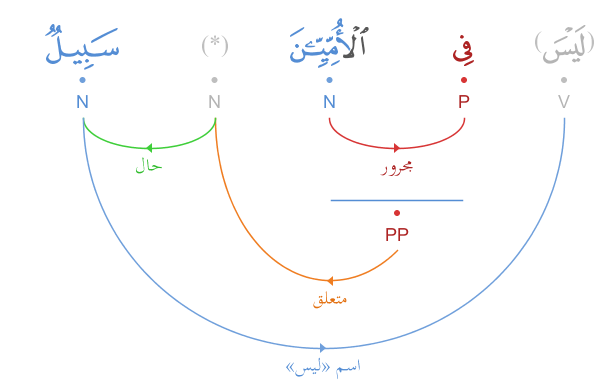 (لَيْسَ) فِى ٱلْأُمِّيِّـۧنَ (*) سَبِيلٌ
V P N N N
مجرور
حال
PP
متعلق
اسم «ليس»